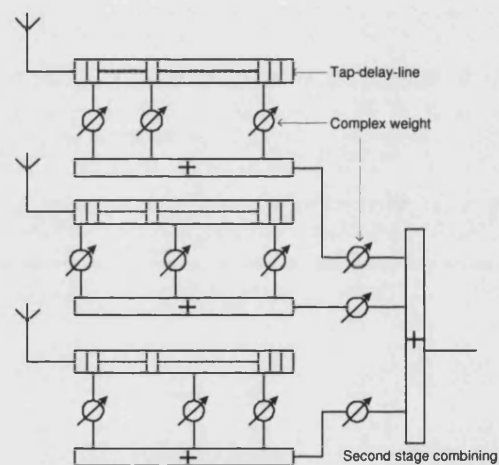 Tap-delay-line
Complex weight
+
+
+
+
Second stage combining